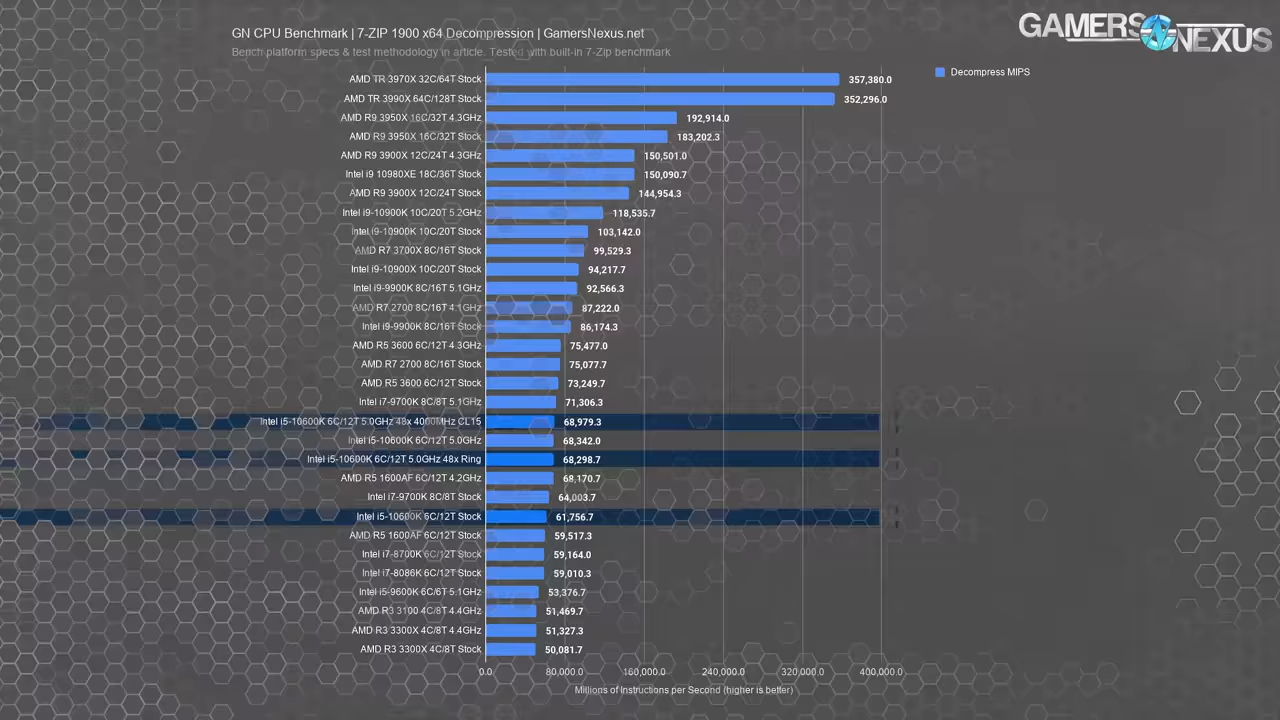 GN CPU Benchmark | 7-ZIP 1900 x64 Decompression | GamersNexus.net
Bench platform specs & test methodology in article. Tested with built-in 7-Zip benchmark
GAMERS NEXUS
Decompress MIPS
AMD TR 3970X 32C/64T Stock 357,380.0
AMD TR 3990X 64C/128T Stock 352,296.0
AMD R9 3950X 16C/32T 4.3GHz 192,914.0
AMD R9 3950X 16C/32T Stock 183,202.3
AMD R9 3900X 12C/24T 4.3GHz 150,501.0
Intel i9 10980XE 18C/36T Stock 150,090.7
AMD R9 3900X 12C/24T Stock 144,954.3
Intel i9-10900K 10C/20T 5.2GHz 118,535.7
Intel i9-10900K 10C/20T Stock 103,142.0
AMD R7 3700X 8C/16T Stock 99,529.3
Intel i9-10900X 10C/20T Stock 94,217.7
Intel i9-9900K 8C/16T 5.1GHz 92,566.3
AMD R7 2700 8C/16T 4.1GHz 87,222.0
Intel i9-9900K 8C/16T Stock 86,174.3
AMD R5 3600 6C/12T 4.3GHz 75,477.0
AMD R7 2700 8C/16T Stock 75,077.7
AMD R5 3600 6C/12T Stock 73,249.7
Intel i7-9700K 8C/8T 5.1GHz 71,306.3
Intel i5-10600K 6C/12T 5.0GHz 48x 4000MHz CL15 68,979.3
Intel i5-10600K 6C/12T 5.0GHz 68,342.0
Intel i5-10600K 6C/12T 5.0GHz 48x Ring 68,298.7
AMD R5 1600AF 6C/12T 4.2GHz 68,170.7
Intel i7-9700K 8C/8T Stock 64,003.7
Intel i5-10600K 6C/12T Stock 61,756.7
AMD R5 1600AF 6C/12T Stock 59,517.3
Intel i7-8700K 6C/12T Stock 59,164.0
Intel i7-8086K 6C/12T Stock 59,010.3
Intel i5-9600K 6C/6T 5.1GHz 53,376.7
AMD R3 3100 4C/8T 4.4GHz 51,469.7
AMD R3 3300X 4C/8T 4.4GHz 51,327.3
AMD R3 3300X 4C/8T Stock 50,081.7
0.0 80,000.0 160,000.0 240,000.0 320,000.0 400,000.0
Millions of Instructions per Second (higher is better)